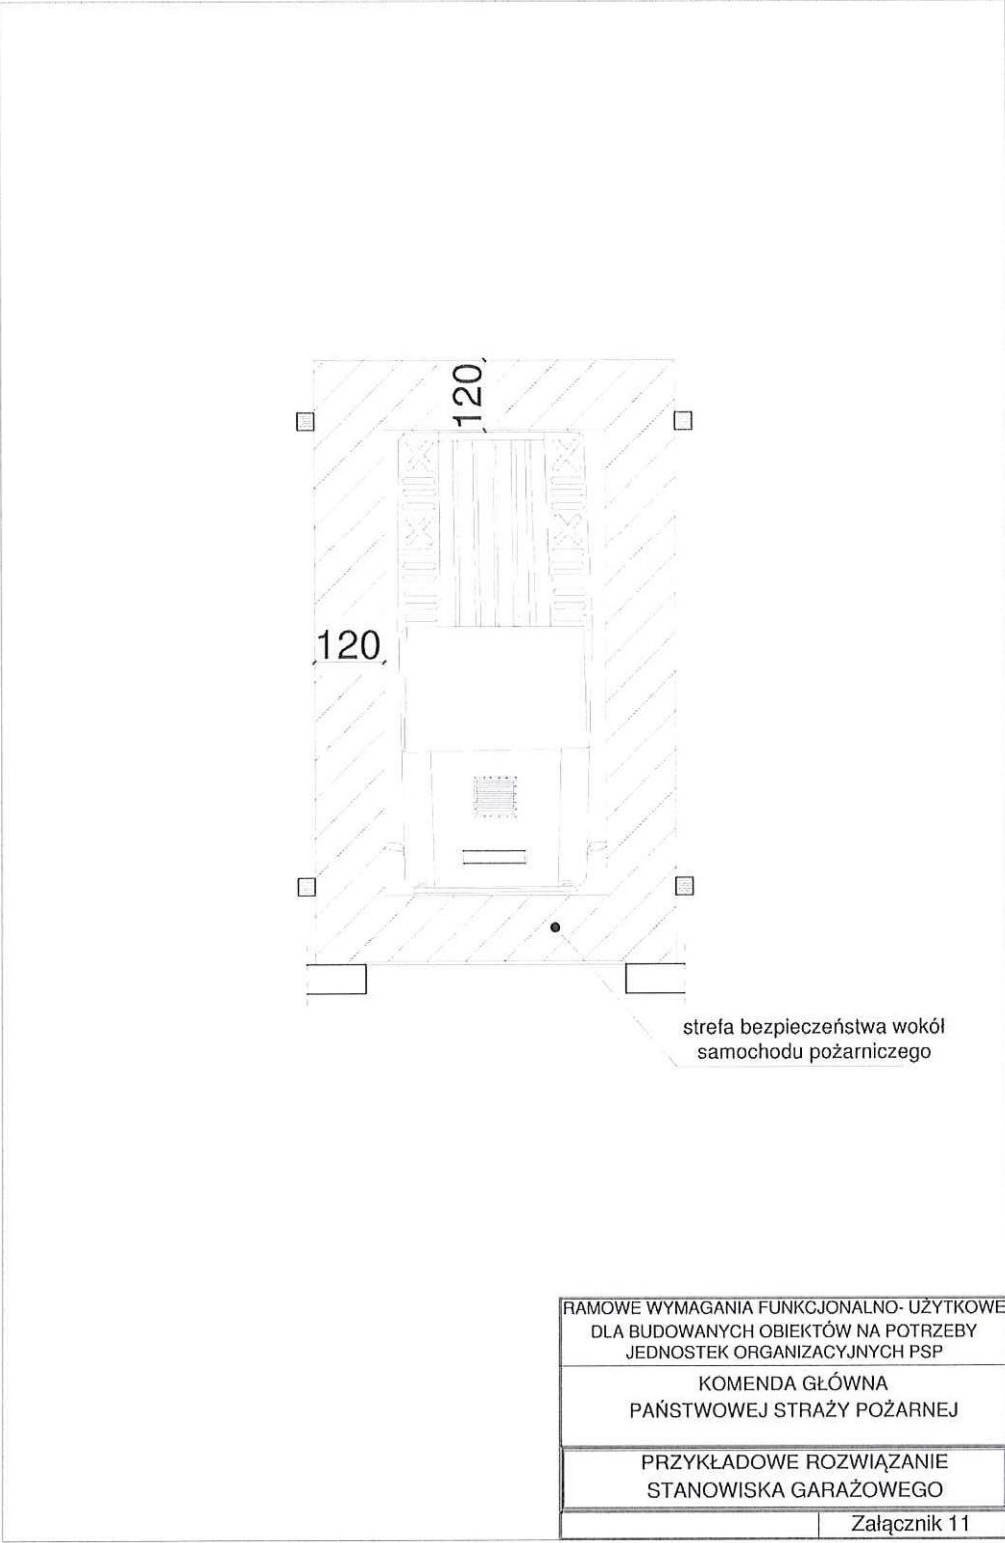 120
120
strefa bezpieczeństwa wokół
samochodu pożarniczego
RAMOWE WYMAGANIA FUNKCJONALNO- UŻYTKOWE
DLA BUDOWANYCH OBIEKTÓW NA POTRZEBY
JEDNOSTEK ORGANIZACYJNYCH PSP
KOMENDA GŁÓWNA
PAŃSTWOWEJ STRAŻY POŻARNEJ
PRZYKŁADOWE ROZWIĄZANIE
STANOWISKA GARAŻOWEGO
Załącznik 11